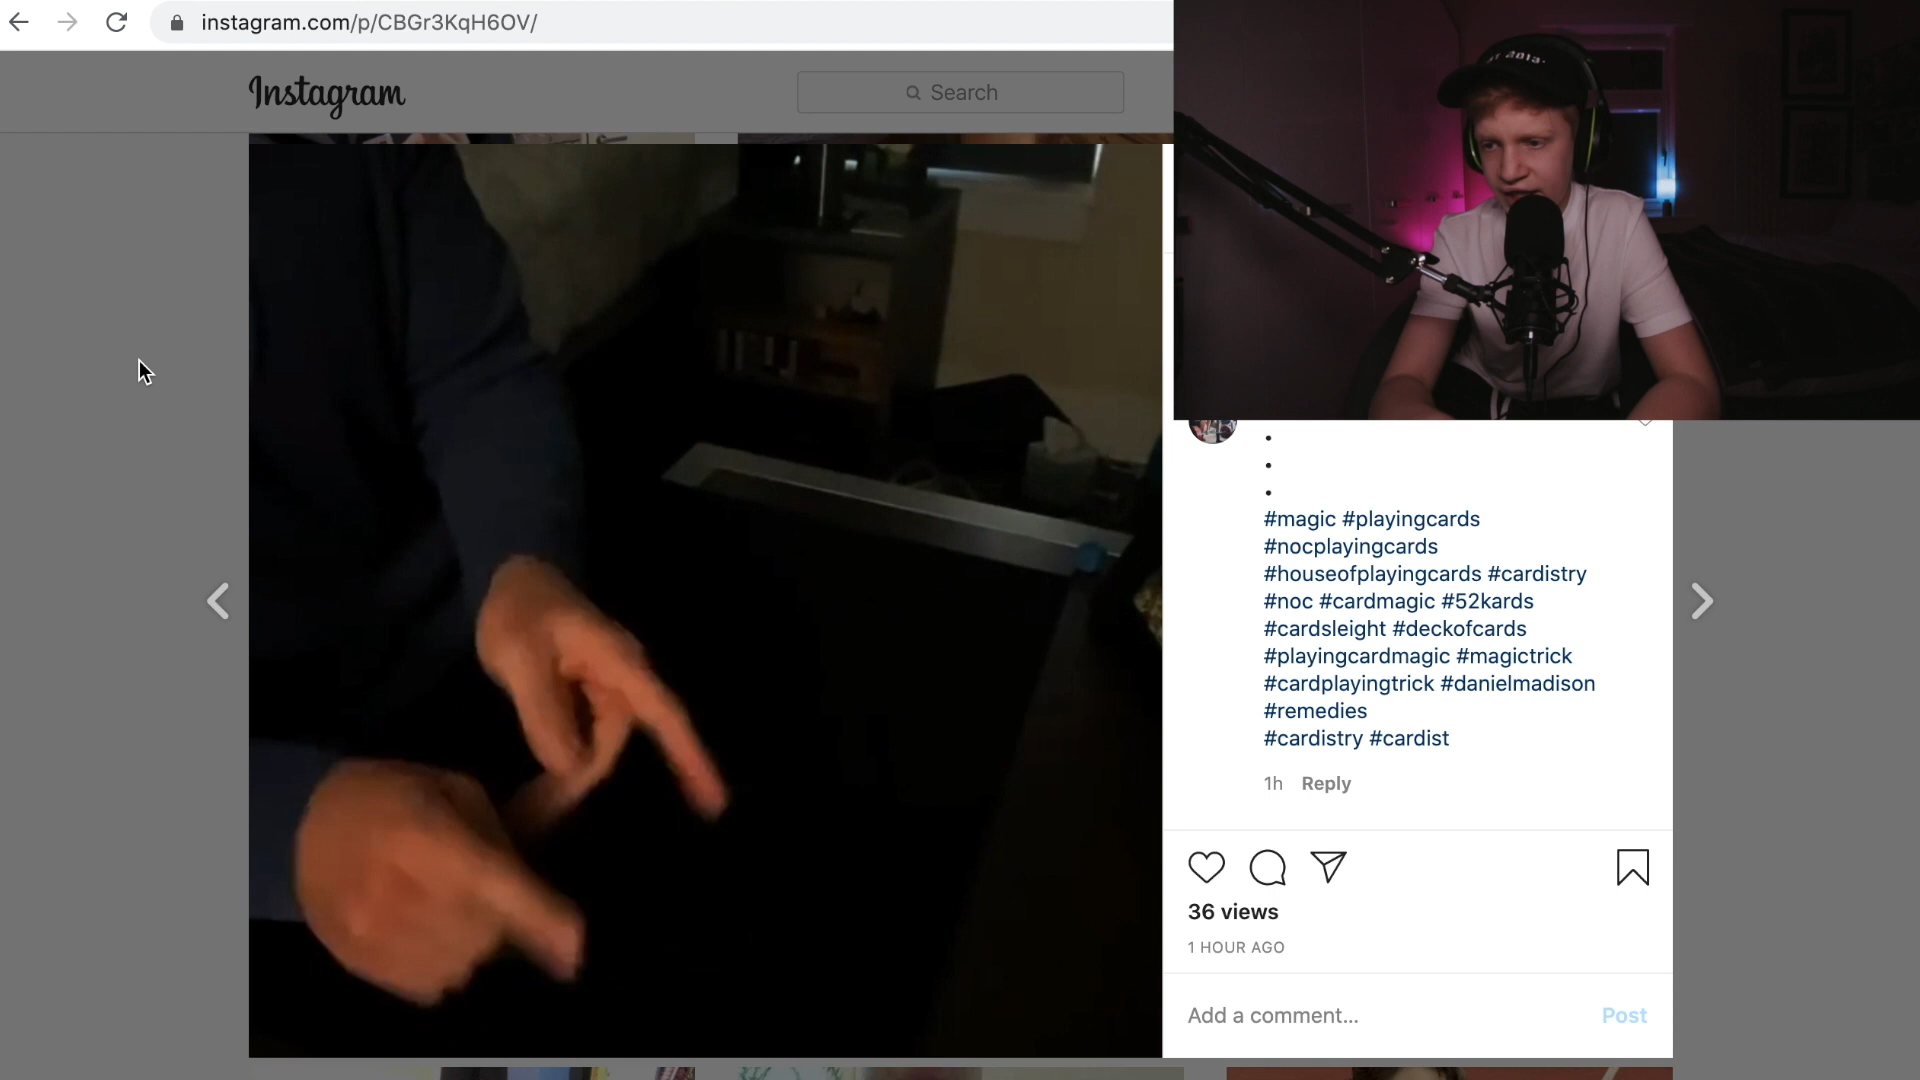 instagram.com/p/CBGr3KqH6OV/
Instagram
Search
2013.
#magic #playingcards
#nocplayingcards
#houseofplayingcards #cardistry
#noc #cardmagic #52kards
#cardsleight #deckofcards
#playingcardmagic #magictrick
#cardplayingtrick #danielmadison
#remedies
#cardistry #cardist
1h Reply
36 views
1 HOUR AGO
Add a comment...
Post